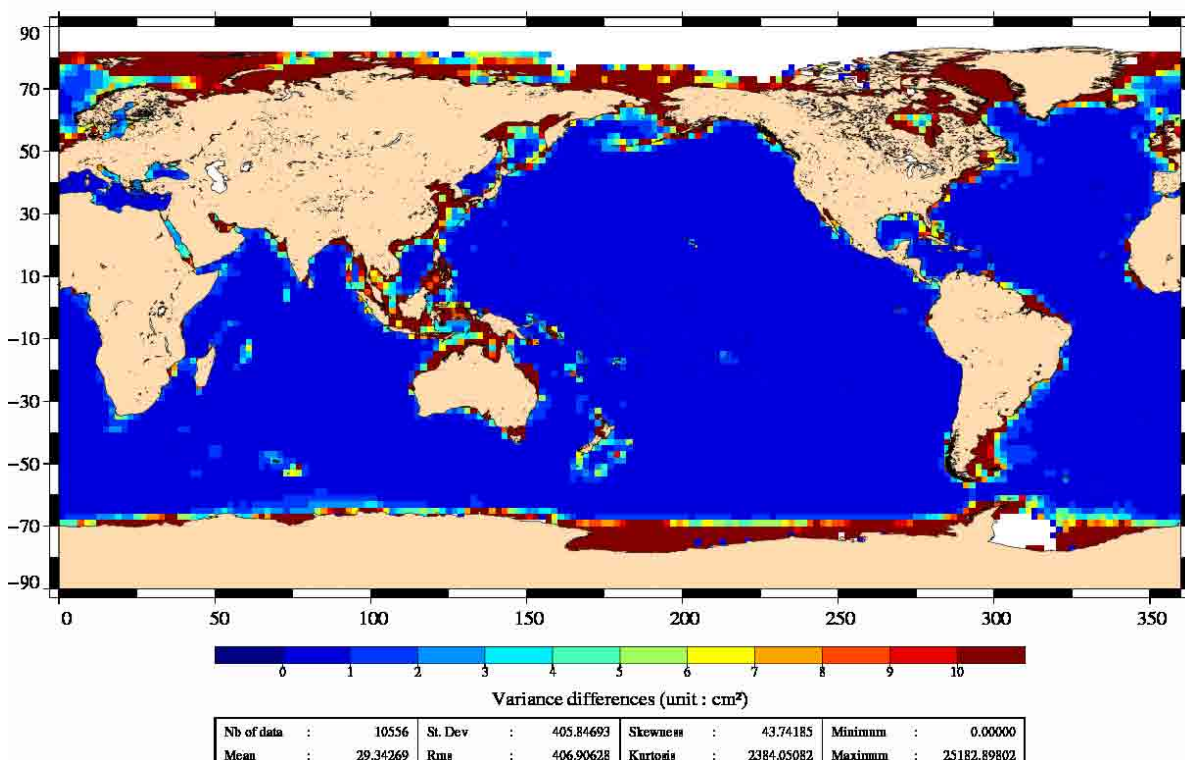 90
70
50
30
10
−10
−30
−50
−70
−90
0 50 100 150 200 250 300 350
0 1 2 3 4 5 6 7 8 9 10
Variance differences (unit : cm²)
Nb of data : 10556 St. Dev : 405.84693 Skewness : 43.74185 Minimum : 0.00000
Mean : 29.34269 Rms : 406.90628 Kurtosis : 2384.05082 Maximum : 25182.89802